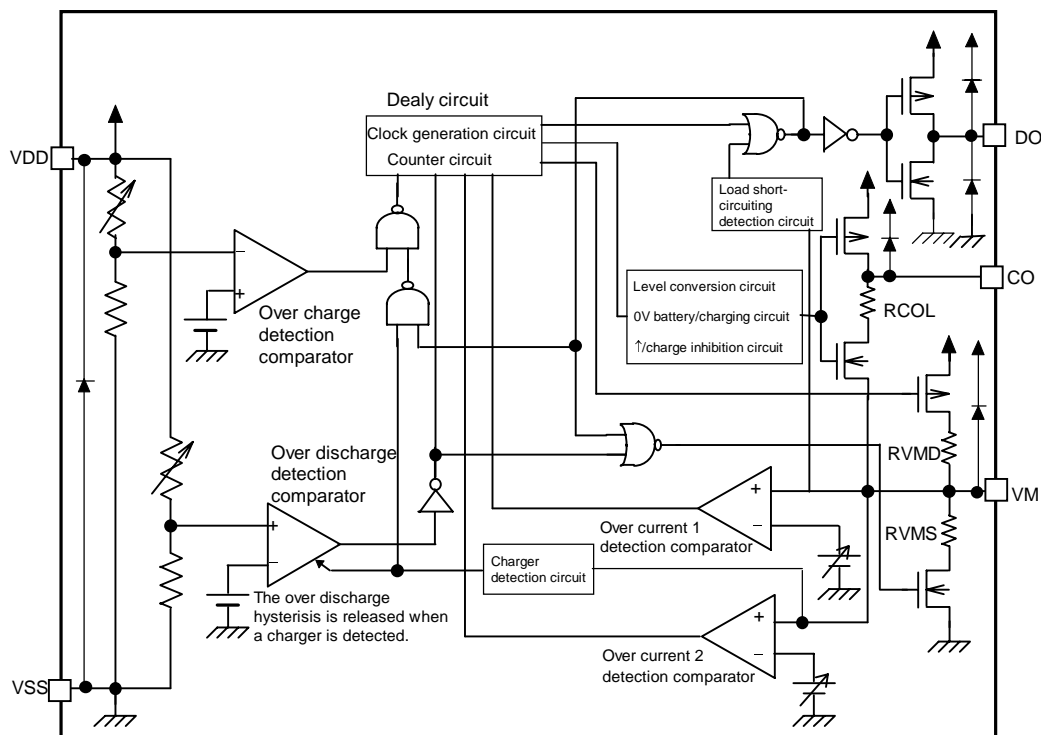 Dealy circuit
Clock generation circuit
Counter circuit
VDD
DO
Load short-
circuiting
detection circuit
−
+
Over charge
detection
comparator
Level conversion circuit
0V battery/charging circuit
↑/charge inhibition circuit
CO
RCOL
Over discharge
detection
comparator
RVMD
+
−
VM
+
−
Over current 1
detection comparator
RVMS
Charger
detection circuit
The over discharge
hysterisis is released when
a charger is detected.
+
−
Over current 2
detection comparator
VSS